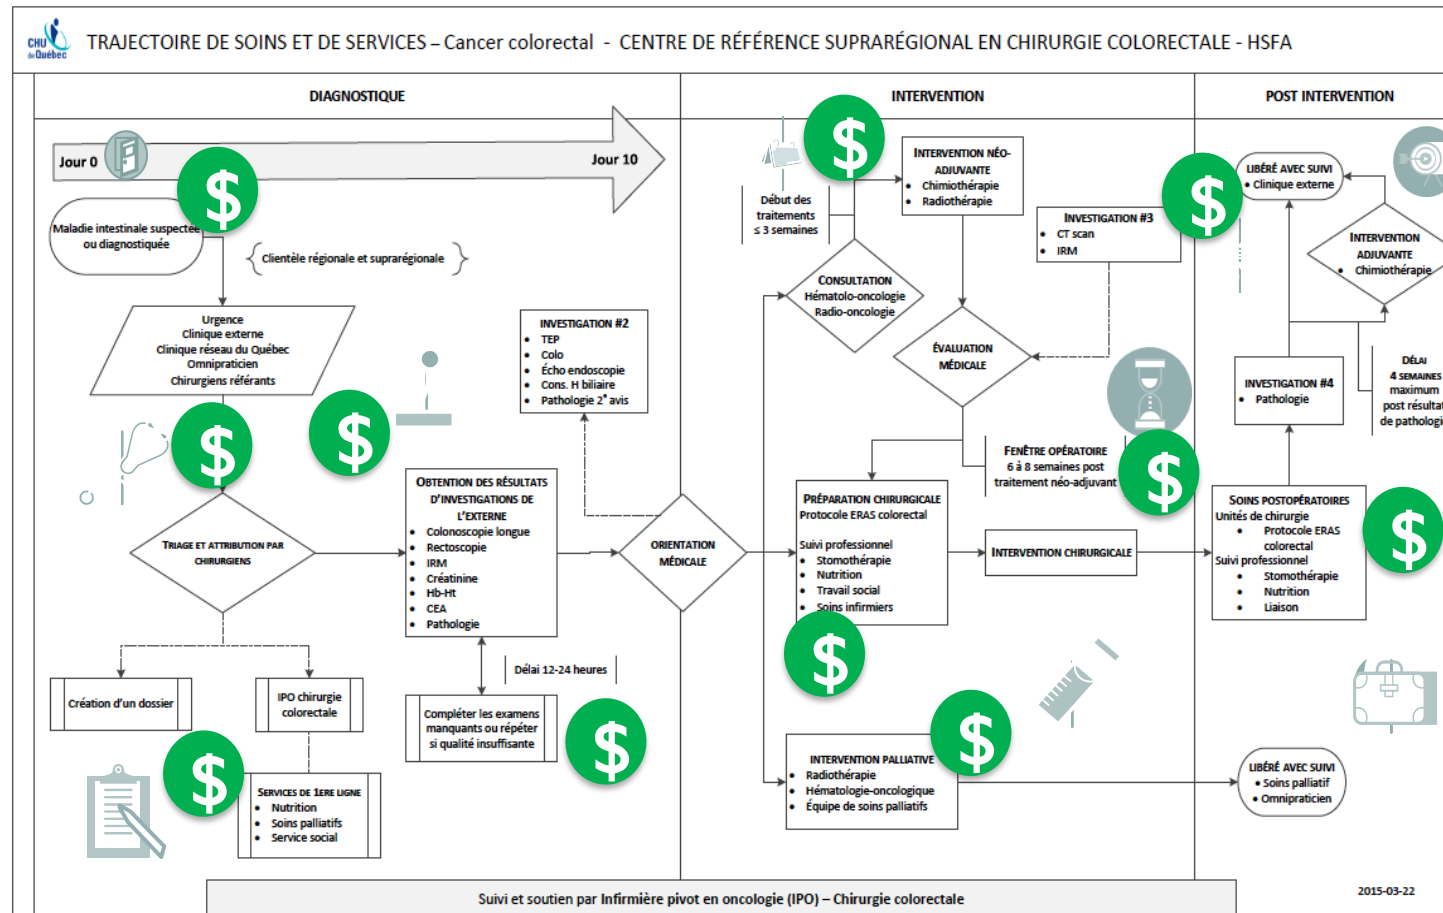 CHU
de Québec
TRAJECTOIRE DE SOINS ET DE SERVICES – Cancer colorectal - CENTRE DE RÉFÉRENCE SUPRARÉGIONAL EN CHIRURGIE COLORECTALE - HSFA
DIAGNOSTIQUE
INTERVENTION
POST INTERVENTION
Jour 0
Jour 10
$
Maladie intestinale suspectée
ou diagnostiquée
Clientèle régionale et suprarégionale
Urgence
Clinique externe
Clinique réseau du Québec
Omnipraticien
Chirurgiens référants
$
$
TRIAGE ET ATTRIBUTION PAR
CHIRURGIENS
Création d'un dossier
IPO chirurgie
colorectale
$
SERVICES DE 1ERE LIGNE
• Nutrition
• Soins palliatifs
• Service social
OBTENTION DES RÉSULTATS
D'INVESTIGATIONS DE
L'EXTERNE
• Colonoscopie longue
• Rectoscopie
• IRM
• Créatinine
• Hb-Ht
• CEA
• Pathologie
Délai 12-24 heures
Compléter les examens
manquants ou répéter
si qualité insuffisante
$
INVESTIGATION #2
• TEP
• Colo
• Écho endoscopie
• Cons. H biliaire
• Pathologie 2e avis
ORIENTATION
MÉDICALE
$
Début des
traitements
≤ 3 semaines
CONSULTATION
Hématolo-oncologie
Radio-oncologie
INTERVENTION NÉO-
ADJUVANTE
• Chimiothérapie
• Radiothérapie
INVESTIGATION #3
• CT scan
• IRM
$
ÉVALUATION
MÉDICALE
FENÊTRE OPÉRATOIRE
6 à 8 semaines post
traitement néo-adjuvant
$
PRÉPARATION CHIRURGICALE
Protocole ERAS colorectal
Suivi professionnel
• Stomothérapie
• Nutrition
• Travail social
• Soins infirmiers
$
INTERVENTION CHIRURGICALE
INTERVENTION PALLIATIVE
• Radiothérapie
• Hématologie-oncologique
• Équipe de soins palliatifs
$
LIBÉRÉ AVEC SUIVI
• Clinique externe
INTERVENTION
ADJUVANTE
• Chimiothérapie
INVESTIGATION #4
• Pathologie
DÉLAI
4 SEMAINES
maximum
post résultat
de pathologie
SOINS POSTOPÉRATOIRES
Unités de chirurgie
• Protocole ERAS
colorectal
Suivi professionnel
• Stomothérapie
• Nutrition
• Liaison
$
LIBÉRÉ AVEC SUIVI
• Soins palliatif
• Omnipraticien
Suivi et soutien par Infirmière pivot en oncologie (IPO) – Chirurgie colorectale
2015-03-22